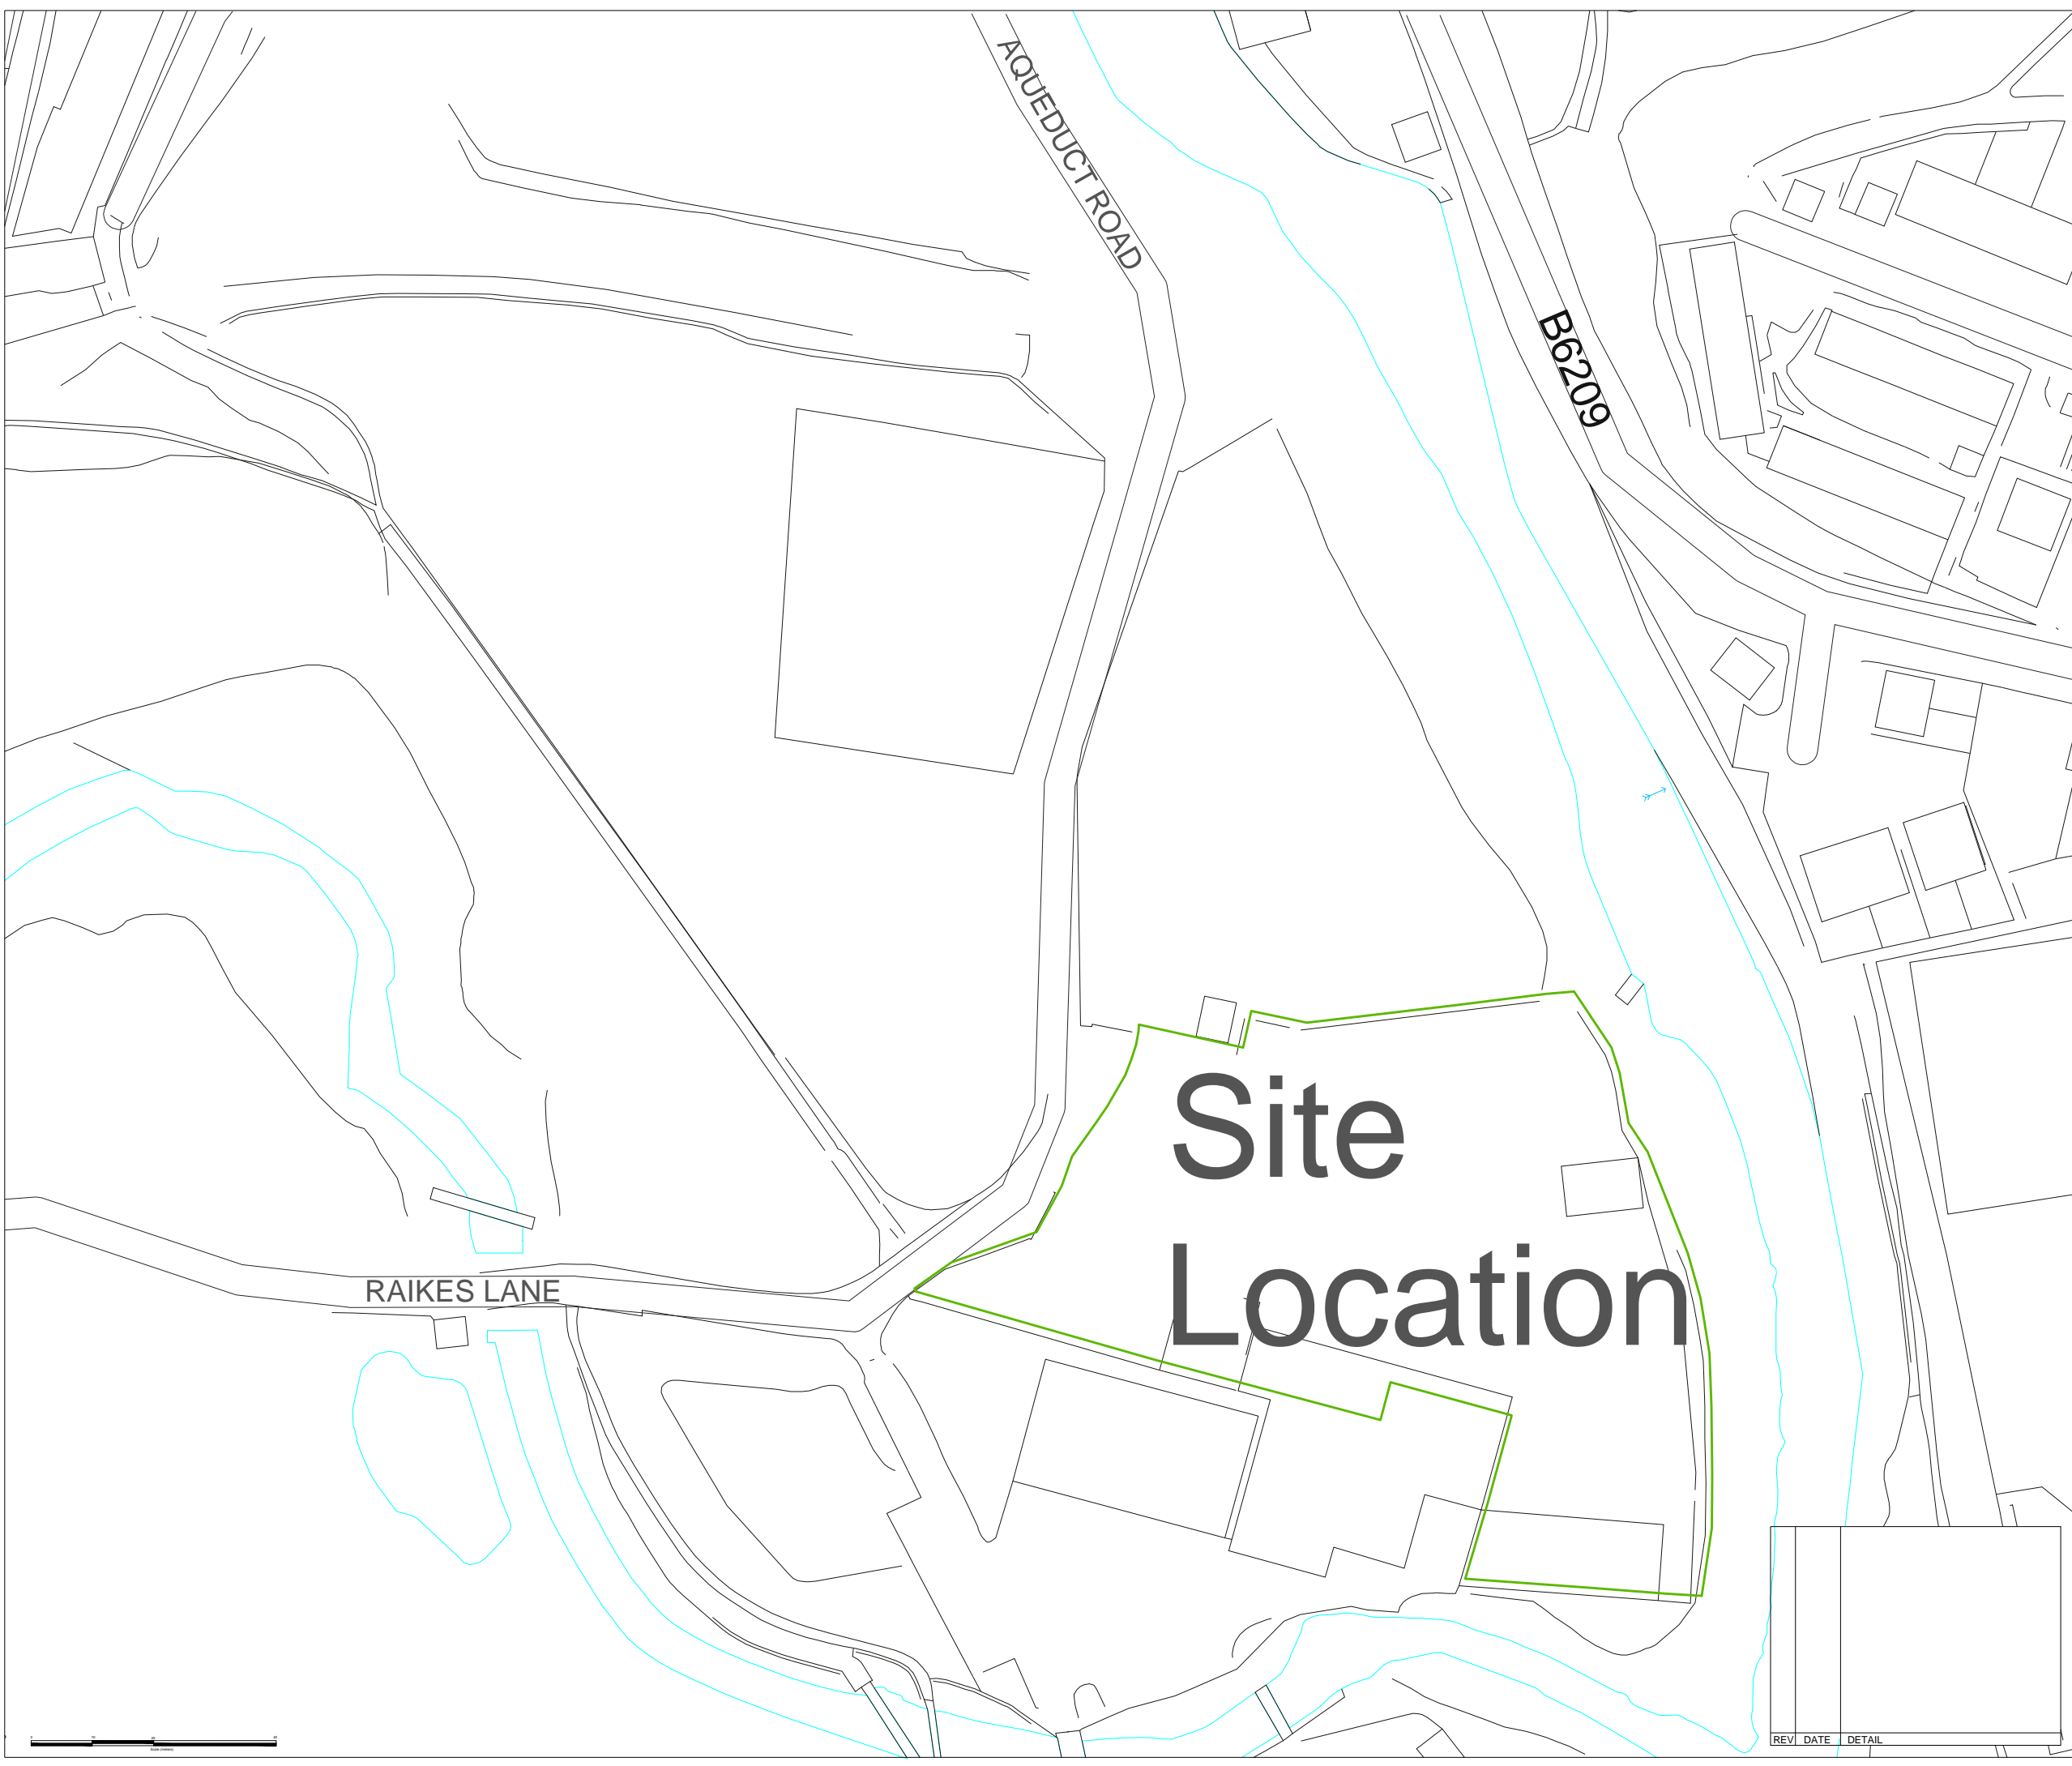 AQUEDUCT ROAD
B6209
Site
Location
RAIKES LANE
REV DATE DETAIL